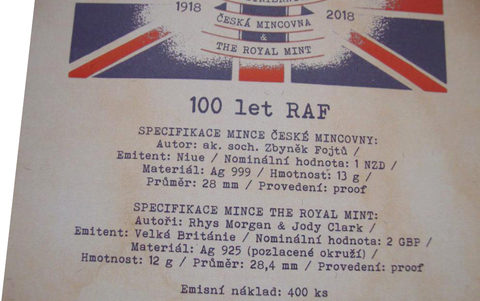 1918 2018
ČESKÁ MINCOVNA
&
THE ROYAL MINT
100 let RAF
SPECIFIKACE MINCE ČESKÉ MINCOVNY:
Autor: ak. soch. Zbyněk Fojtů /
Emitent: Niue / Nominální hodnota: 1 NZD /
Materiál: Ag 999 / Hmotnost: 13 g /
Průměr: 28 mm / Provedení: proof
SPECIFIKACE MINCE THE ROYAL MINT:
Autoři: Rhys Morgan & Jody Clark /
Emitent: Velká Británie / Nominální hodnota: 2 GBP /
Materiál: Ag 925 (pozlacené okruží) /
Hmotnost: 12 g / Průměr: 28,4 mm / Provedení: proof
Emisní náklad: 400 ks